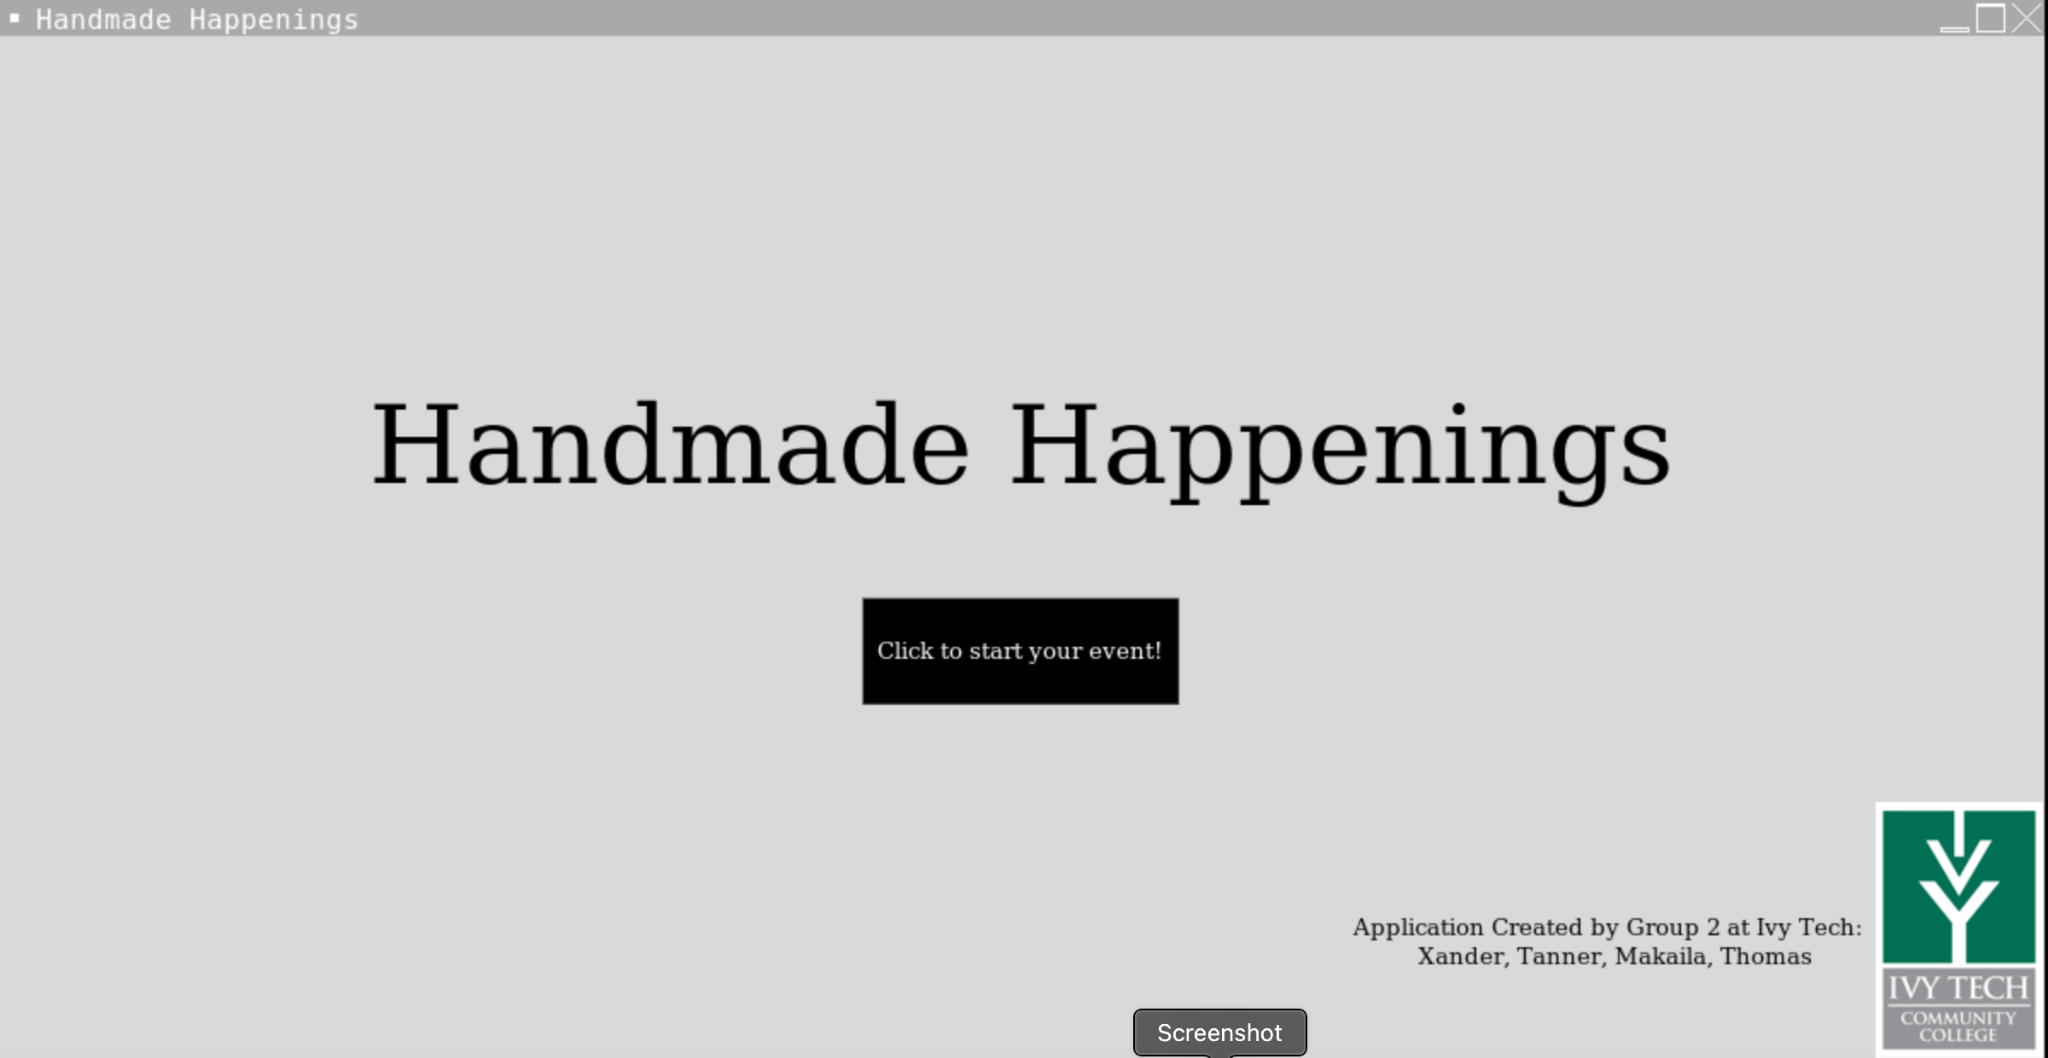 Handmade Happenings
Handmade Happenings
Click to start your event!
Application Created by Group 2 at Ivy Tech:
Xander, Tanner, Makaila, Thomas
IVY TECH
COMMUNITY
COLLEGE
Screenshot